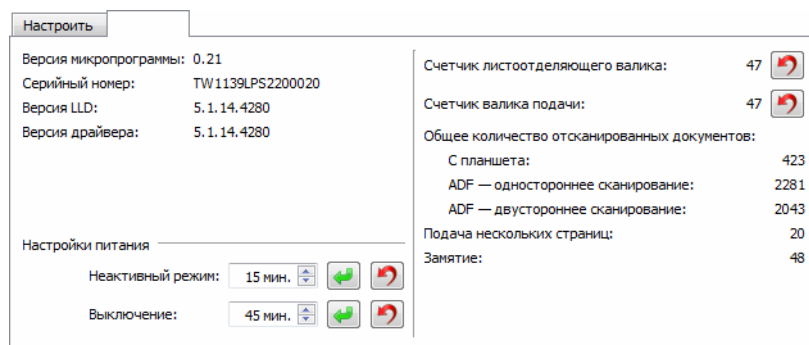 Настроить
Версия микропрограммы: 0.21
Серийный номер: TW1139LPS2200020
Версия LLD: 5.1.14.4280
Версия драйвера: 5.1.14.4280
Настройки питания
Неактивный режим: 15 мин.
Выключение: 45 мин.
Счетчик листоотделяющего валика: 47
Счетчик валика подачи: 47
Общее количество отсканированных документов:
С планшета: 423
ADF — одностороннее сканирование: 2281
ADF — двустороннее сканирование: 2043
Подача нескольких страниц: 20
Замятие: 48